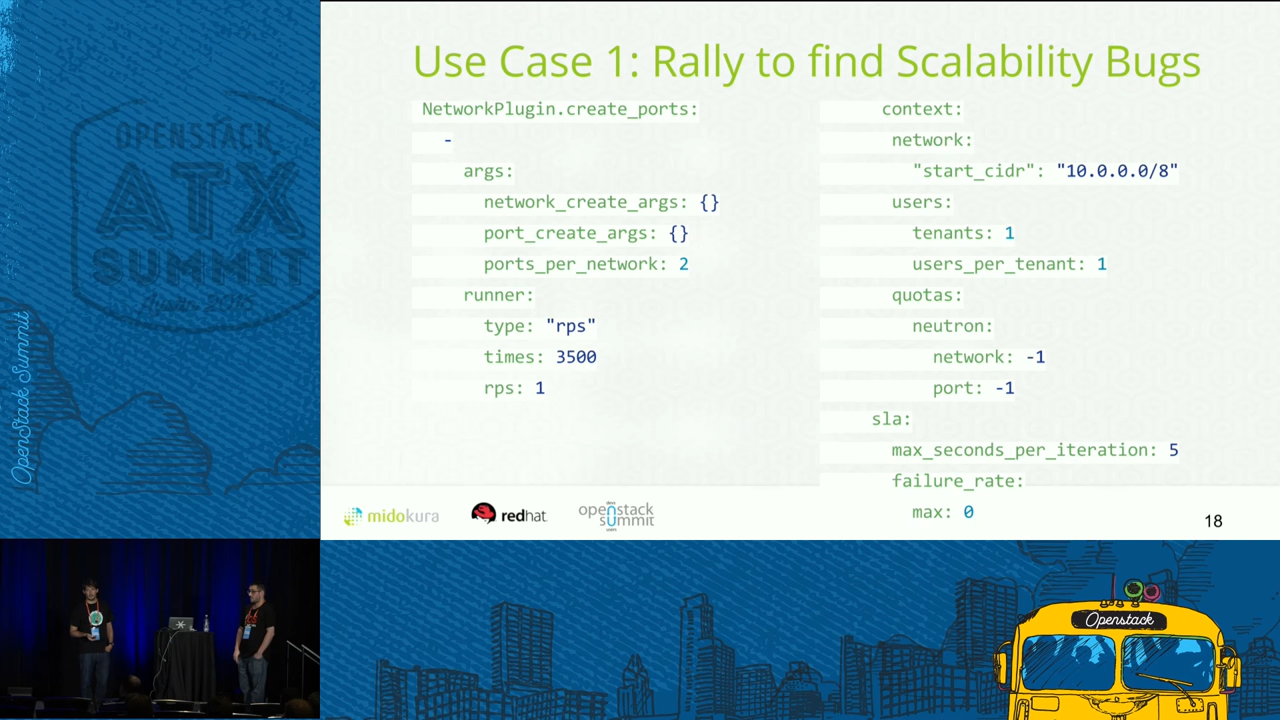 Use Case 1: Rally to find Scalability Bugs
NetworkPlugin.create_ports:
-
args:
network_create_args: {}
port_create_args: {}
ports_per_network: 2
runner:
type: "rps"
times: 3500
rps: 1
context:
network:
"start_cidr": "10.0.0.0/8"
users:
tenants: 1
users_per_tenant: 1
quotas:
neutron:
network: -1
port: -1
sla:
max_seconds_per_iteration: 5
failure_rate:
max: 0
midokura
redhat
openstack
summit
18
OPENSTACK
ATX
SUMMIT
OpenStack Summit
Openstack